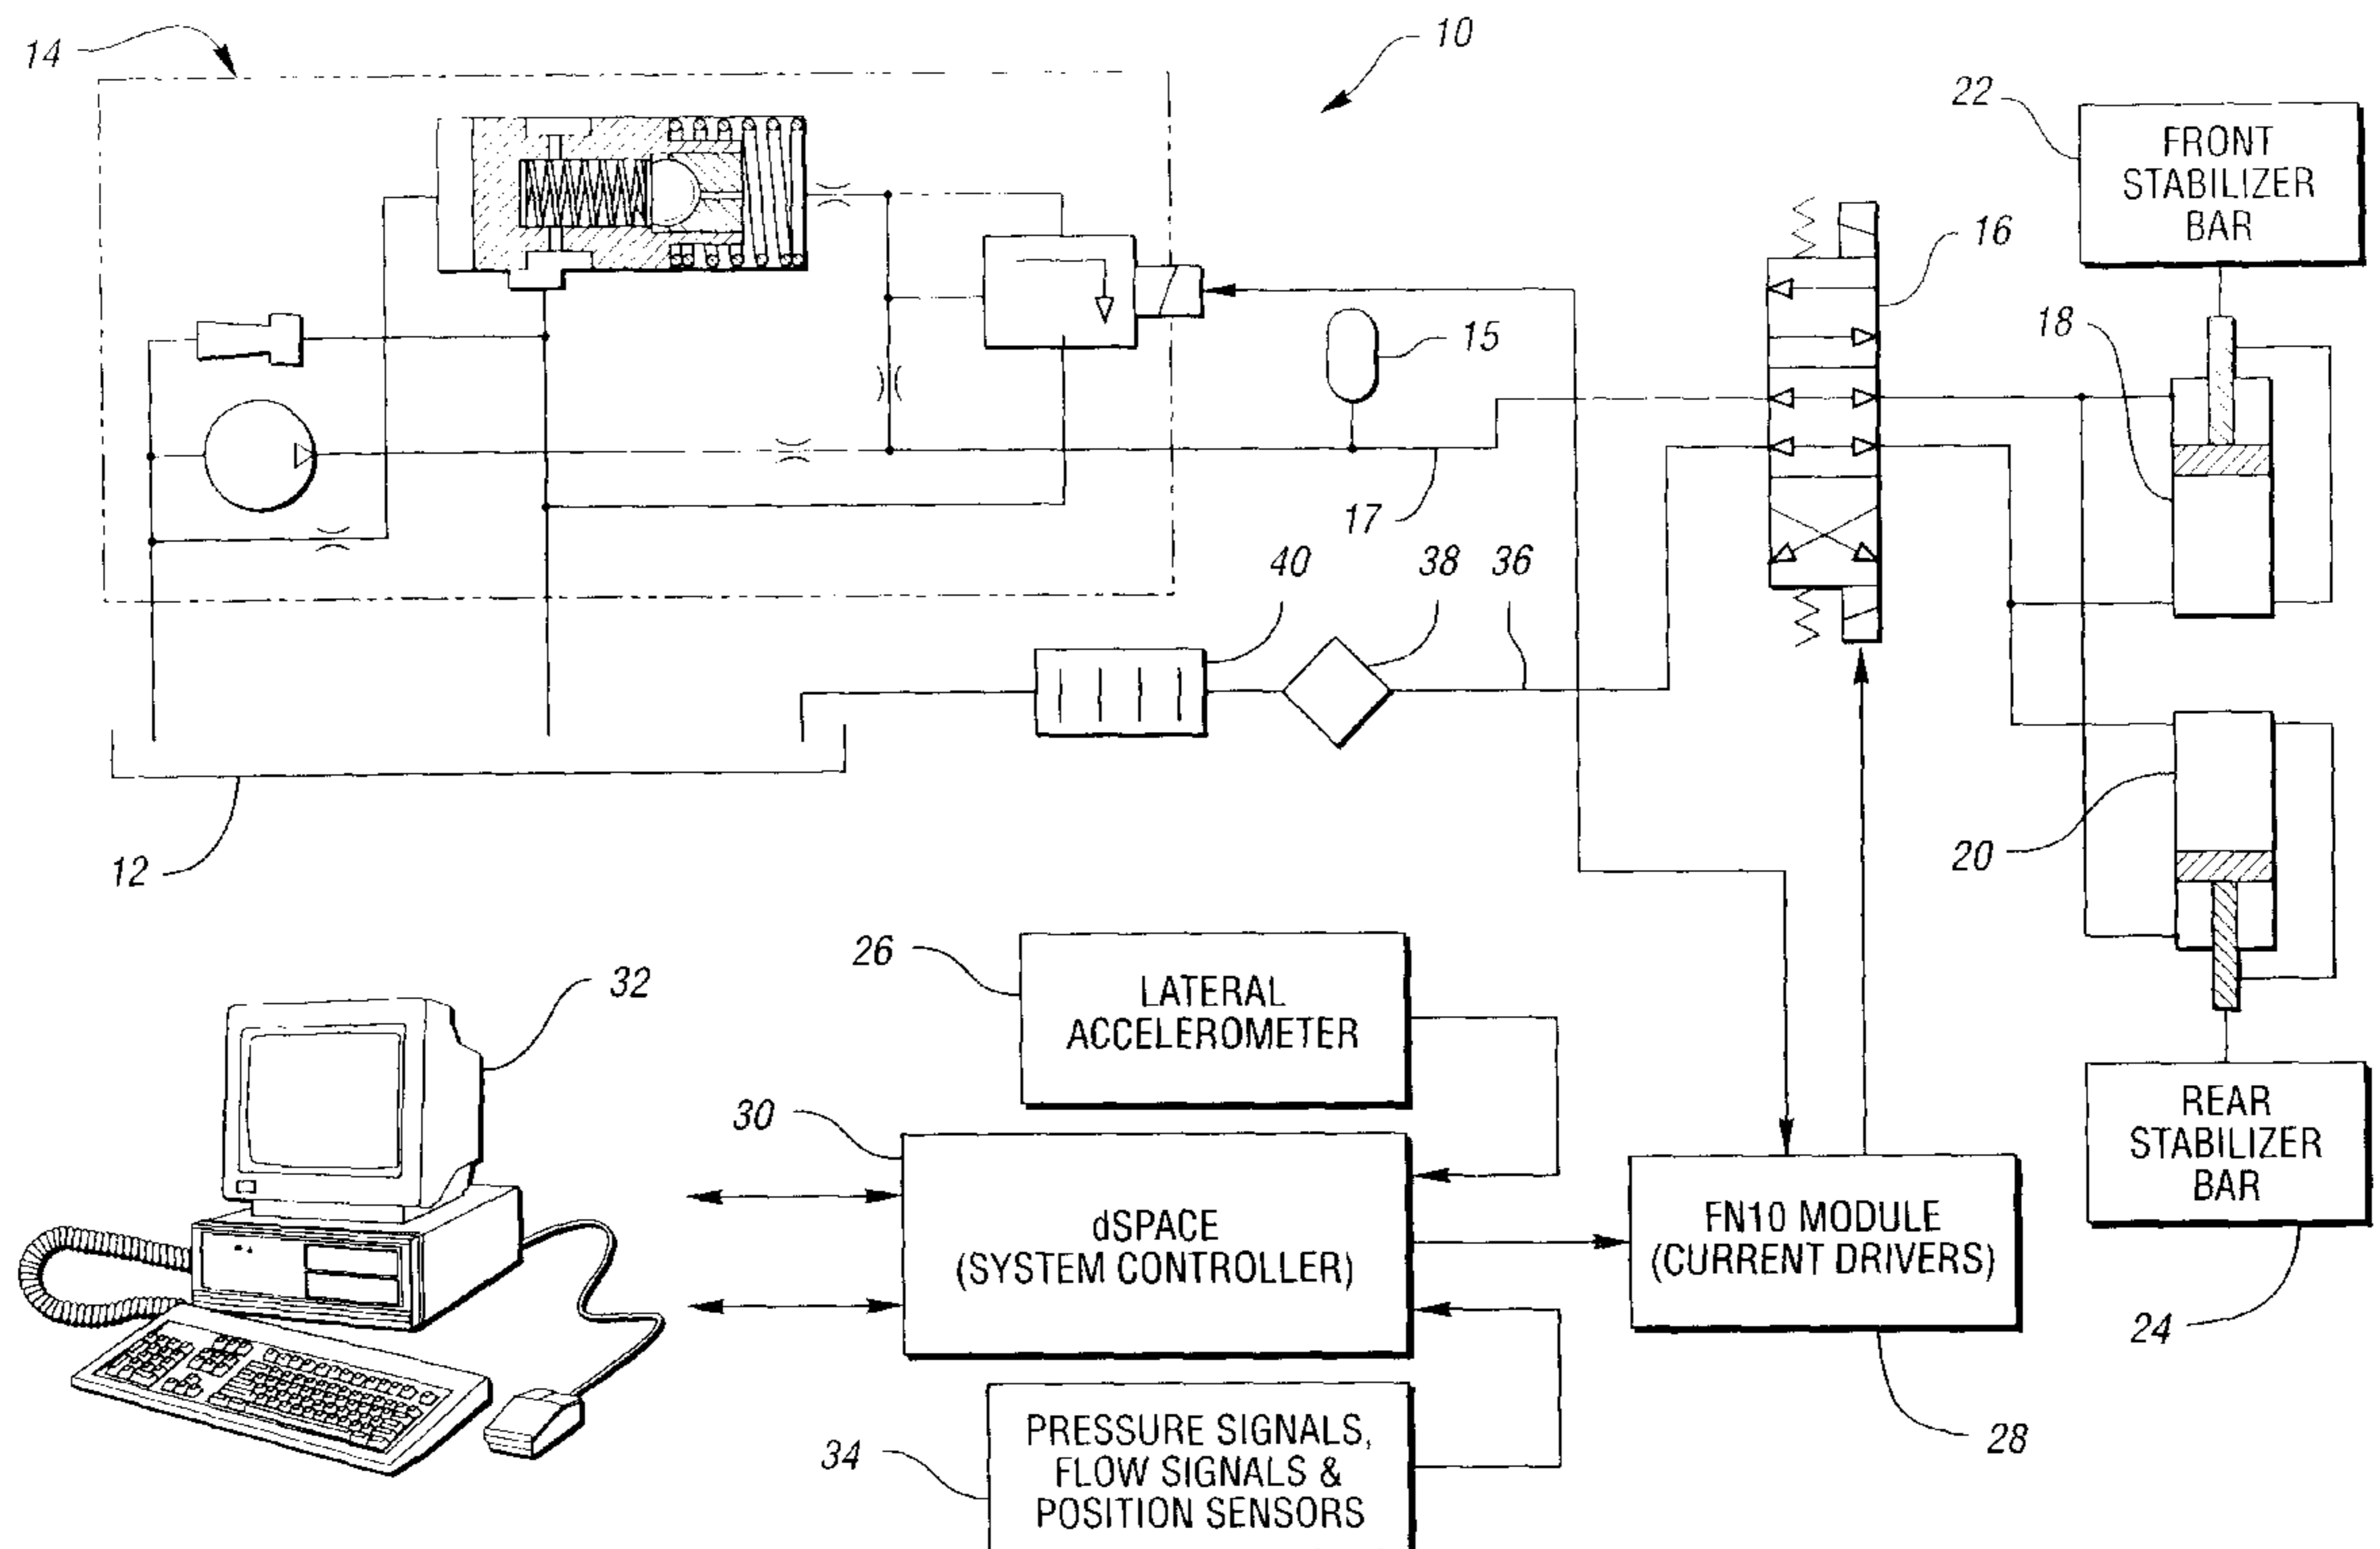 14
10
22
FRONT
STABILIZER
BAR
16
18
15
17
40
38
36
12
20
26
LATERAL
ACCELEROMETER
32
30
dSPACE
(SYSTEM CONTROLLER)
FN10 MODULE
(CURRENT DRIVERS)
REAR
STABILIZER
BAR
24
28
34
PRESSURE SIGNALS,
FLOW SIGNALS &
POSITION SENSORS